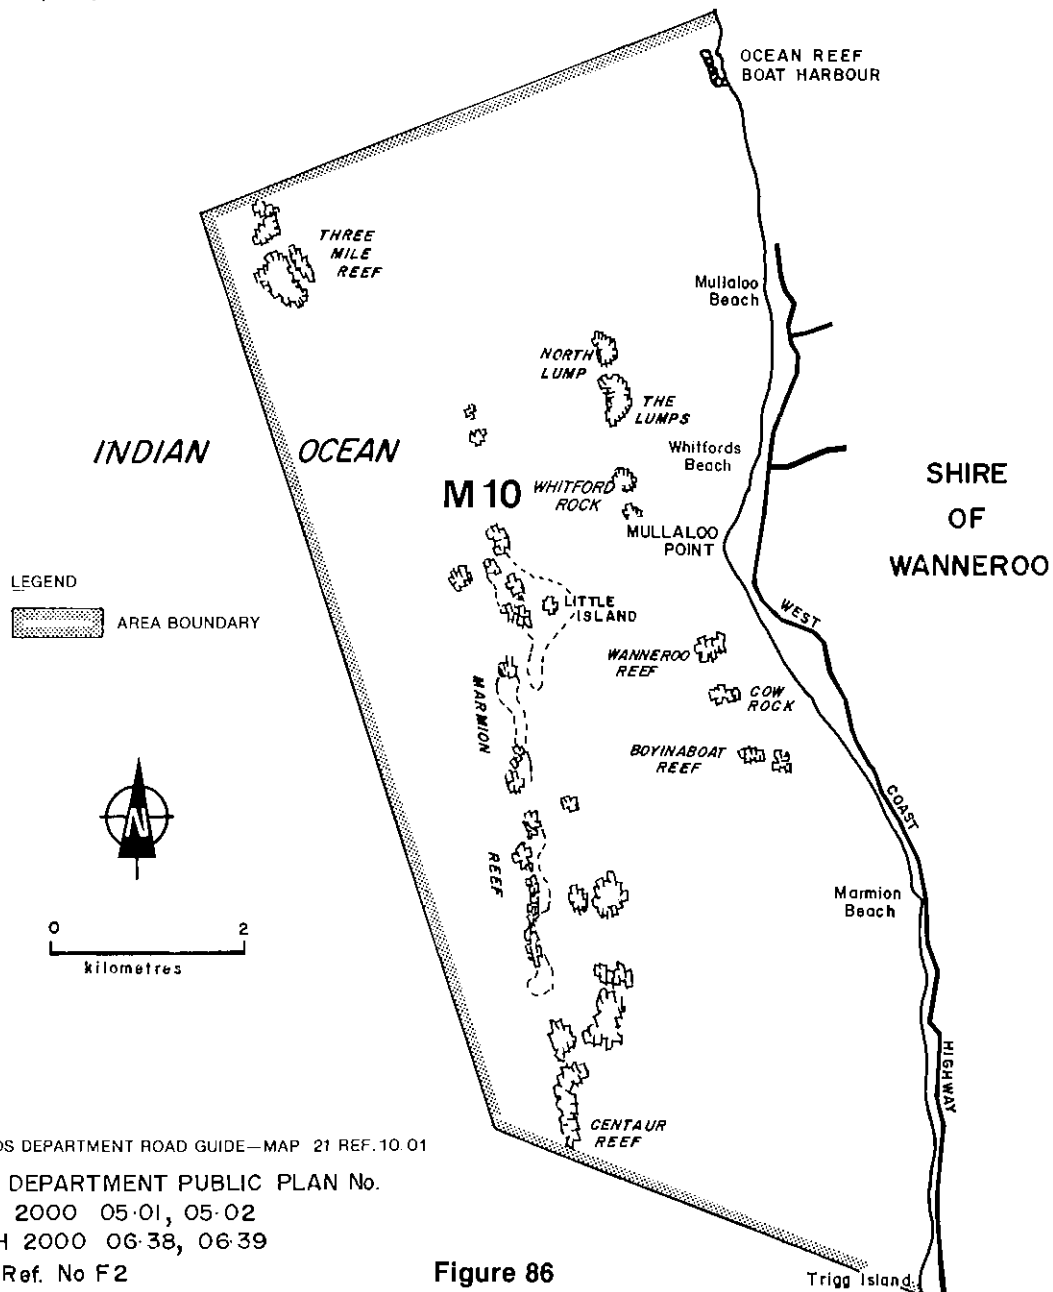 OCEAN REEF
BOAT HARBOUR
THREE
MILE
REEF
Mullaloo
Beach
NORTH
LUMP
THE
LUMPS
INDIAN OCEAN
Whitfords
Beach
M 10
WHITFORD
ROCK
MULLALOO
POINT
SHIRE
OF
WANNEROO
LEGEND
AREA BOUNDARY
LITTLE
ISLAND
WEST
WANNEROO
REEF
COW
ROCK
MARMION
BOYINABOAT
REEF
COAST
N
REEF
Marmion
Beach
0 2
kilometres
HIGHWAY
CENTAUR
REEF
DEPARTMENT ROAD GUIDE—MAP 21 REF. 10.01
DEPARTMENT PUBLIC PLAN No.
2000 05·01, 05·02
2000 06·38, 06·39
Ref. No F2
Figure 86
Trigg Island